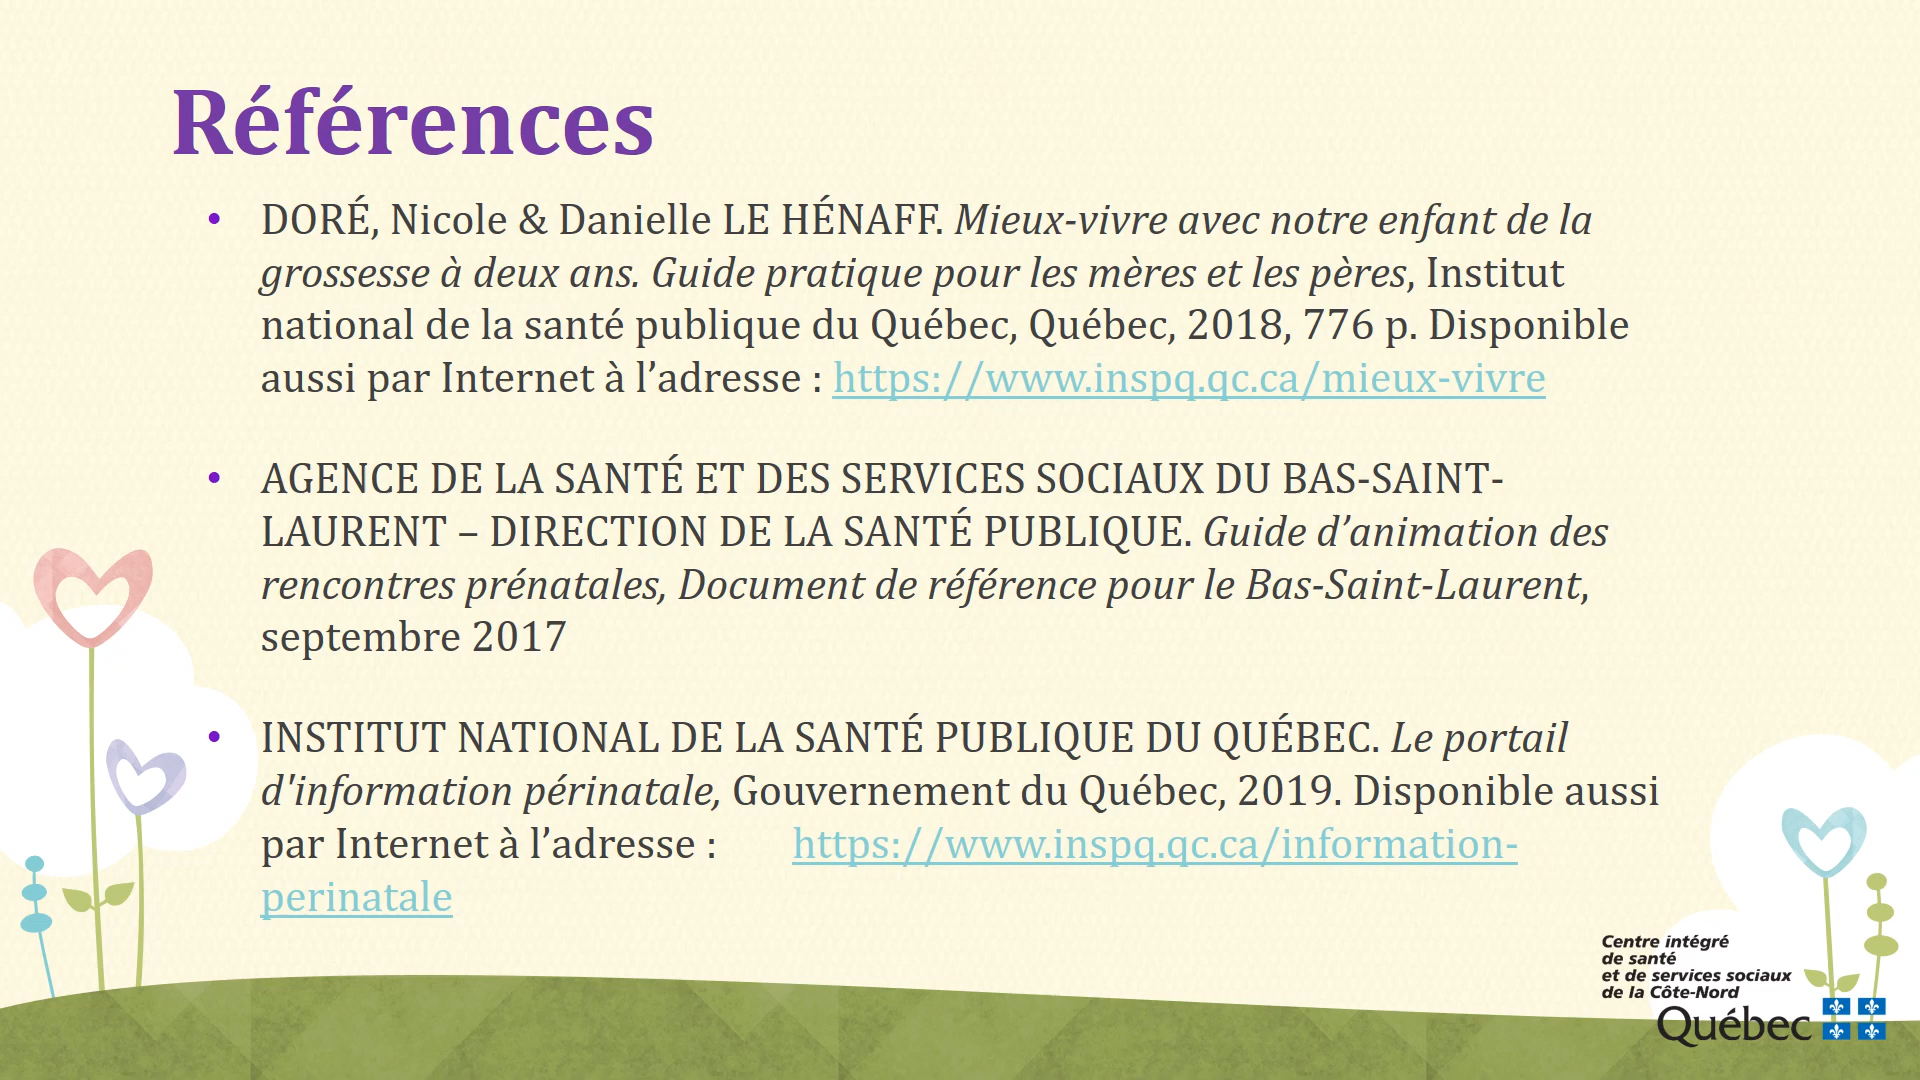 Références
• DORÉ, Nicole & Danielle LE HÉNAFF. Mieux-vivre avec notre enfant de la
grossesse à deux ans. Guide pratique pour les mères et les pères, Institut
national de la santé publique du Québec, Québec, 2018, 776 p. Disponible
aussi par Internet à l’adresse : https://www.inspq.qc.ca/mieux-vivre
• AGENCE DE LA SANTÉ ET DES SERVICES SOCIAUX DU BAS-SAINT-
LAURENT – DIRECTION DE LA SANTÉ PUBLIQUE. Guide d’animation des
rencontres prénatales, Document de référence pour le Bas-Saint-Laurent,
septembre 2017
• INSTITUT NATIONAL DE LA SANTÉ PUBLIQUE DU QUÉBEC. Le portail
d'information périnatale, Gouvernement du Québec, 2019. Disponible aussi
par Internet à l’adresse : https://www.inspq.qc.ca/information-
perinatale
Centre intégré
de santé
et de services sociaux
de la Côte-Nord
Québec